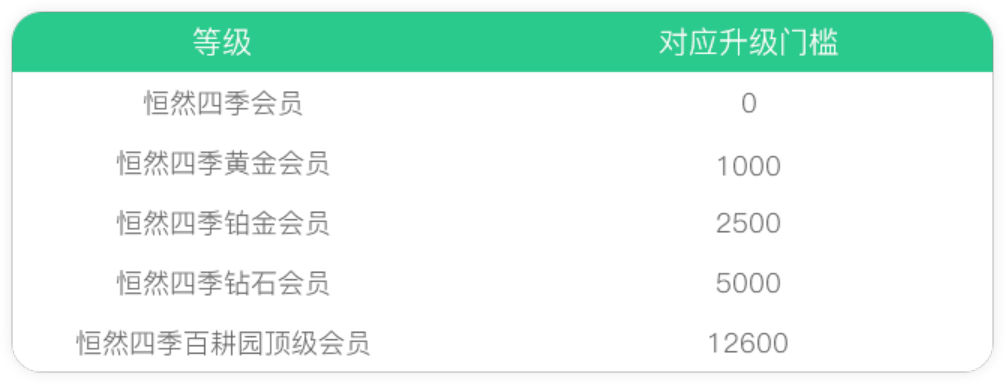 等级 对应升级门槛
恒然四季会员 0
恒然四季黄金会员 1000
恒然四季铂金会员 2500
恒然四季钻石会员 5000
恒然四季百耕园顶级会员 12600